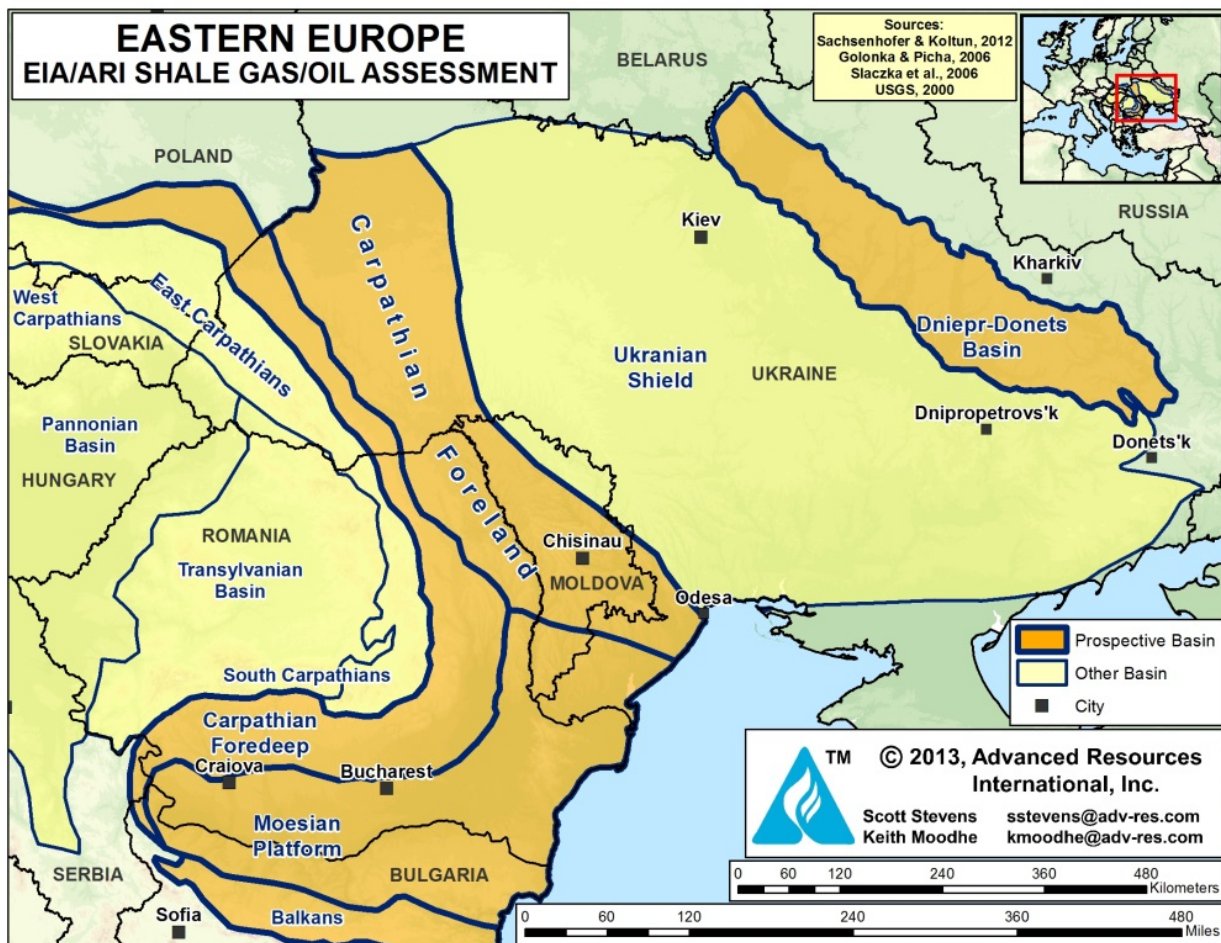 EASTERN EUROPE
EIA/ARI SHALE GAS/OIL ASSESSMENT
Sources:
Sachsenhofer & Koltun, 2012
Golonka & Picha, 2006
Slaczka et al., 2006
USGS, 2000
BELARUS
POLAND
RUSSIA
Kiev
Kharkiv
Carpathian
Foreland
West
Carpathians
SLOVAKIA
East Carpathians
Dniepr-Donets
Basin
Ukranian
Shield
UKRAINE
Pannonian
Basin
HUNGARY
Dnipropetrovs'k
Donets'k
ROMANIA
Transylvanian
Basin
Chisinau
MOLDOVA
Odesa
South Carpathians
Carpathian
Foredeep
Craiova
Bucharest
Moesian
Platform
SERBIA
BULGARIA
Sofia
Balkans
Prospective Basin
Other Basin
City
TM
© 2013, Advanced Resources
International, Inc.
Scott Stevens sstevens@adv-res.com
Keith Moodhe kmoodhe@adv-res.com
0 60 120 240 360 480
Kilometers
0 60 120 240 360 480
Miles